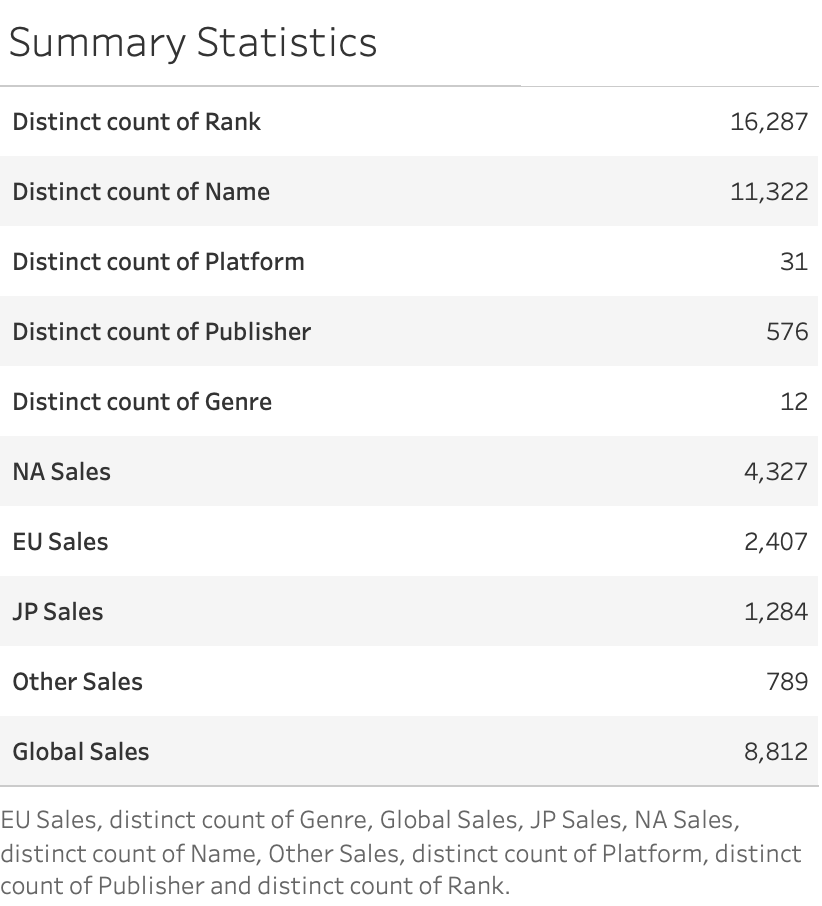 Summary Statistics
Distinct count of Rank 16,287
Distinct count of Name 11,322
Distinct count of Platform 31
Distinct count of Publisher 576
Distinct count of Genre 12
NA Sales 4,327
EU Sales 2,407
JP Sales 1,284
Other Sales 789
Global Sales 8,812
EU Sales, distinct count of Genre, Global Sales, JP Sales, NA Sales,
distinct count of Name, Other Sales, distinct count of Platform, distinct
count of Publisher and distinct count of Rank.